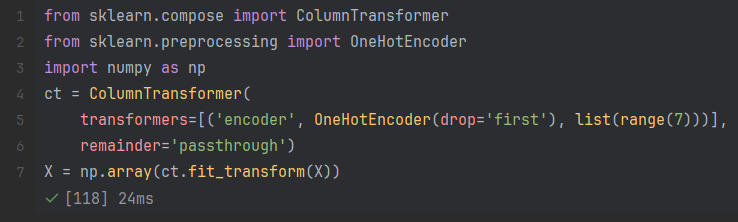 1 from sklearn.compose import ColumnTransformer
2 from sklearn.preprocessing import OneHotEncoder
3 import numpy as np
4 ct = ColumnTransformer(
5     transformers=[('encoder', OneHotEncoder(drop='first'), list(range(7)))],
6     remainder='passthrough')
7 X = np.array(ct.fit_transform(X))
✓ [118] 24ms